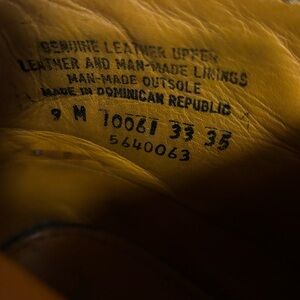 GENUINE LEATHER UPPER
LEATHER AND MAN-MADE LININGS
MAN-MADE OUTSOLE
MADE IN DOMINICAN REPUBLIC
9 M 10061 33 35
5640063